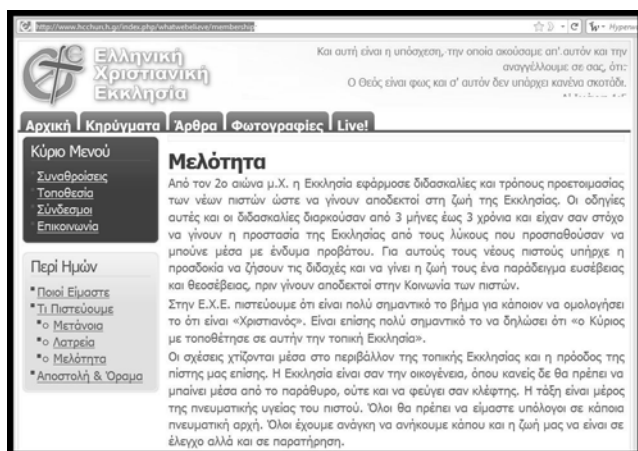 http://www.hcchurch.gr/index.php/whatwebelieve/membership
Hyperwo
Ελληνική
Χριστιανική
Εκκλησία
Και αυτή είναι η υπόσχεση, την οποία ακούσαμε απ' αυτόν και την
αναγγέλλουμε σε σας, ότι:
Ο Θεός είναι φως και σ' αυτόν δεν υπάρχει κανένα σκοτάδι.
Αρχική Κηρύγματα Άρθρα Φωτογραφίες Live!
Κύριο Μενού
Συναθροίσεις
Τοποθεσία
Σύνδεσμοι
Επικοινωνία
Περί Ημών
Ποιοί Είμαστε
Τι Πιστεύουμε
Μετάνοια
Λατρεία
Μελότητα
Αποστολή & Όραμα
Μελότητα
Από τον 2ο αιώνα μ.Χ. η Εκκλησία εφάρμοσε διδασκαλίες και τρόπους προετοιμασίας
των νέων πιστών ώστε να γίνουν αποδεκτοί στη ζωή της Εκκλησίας. Οι οδηγίες
αυτές και οι διδασκαλίες διαρκούσαν από 3 μήνες έως 3 χρόνια και είχαν σαν στόχο
να γίνουν η προστασία της Εκκλησίας από τους λύκους που προσπαθούσαν να
μπούνε μέσα με ένδυμα προβάτου. Για αυτούς τους νέους πιστούς υπήρχε η
προσδοκία να ζήσουν τις διδαχές και να γίνει η ζωή τους ένα παράδειγμα ευσέβειας
και θεοσέβειας, πριν γίνουν αποδεκτοί στην Κοινωνία των πιστών.
Στην Ε.Χ.Ε. πιστεύουμε ότι είναι πολύ σημαντικό το βήμα για κάποιον να ομολογήσει
το ότι είναι «Χριστιανός». Είναι επίσης πολύ σημαντικό το να δηλώσει ότι «ο Κύριος
με τοποθέτησε σε αυτήν την τοπική Εκκλησία».
Οι σχέσεις χτίζονται μέσα στο περιβάλλον της τοπικής Εκκλησίας και η πρόοδος της
πίστης μας επίσης. Η Εκκλησία είναι σαν την οικογένεια, όπου κανείς δε θα πρέπει να
μπαίνει μέσα από το παράθυρο, ούτε και να φεύγει σαν κλέφτης. Η τάξη είναι μέρος
της πνευματικής υγείας του πιστού. Όλοι θα πρέπει να είμαστε υπόλογοι σε κάποια
πνευματική αρχή. Όλοι έχουμε ανάγκη να ανήκουμε κάπου και η ζωή μας να είναι σε
έλεγχο αλλά και σε παρατήρηση.